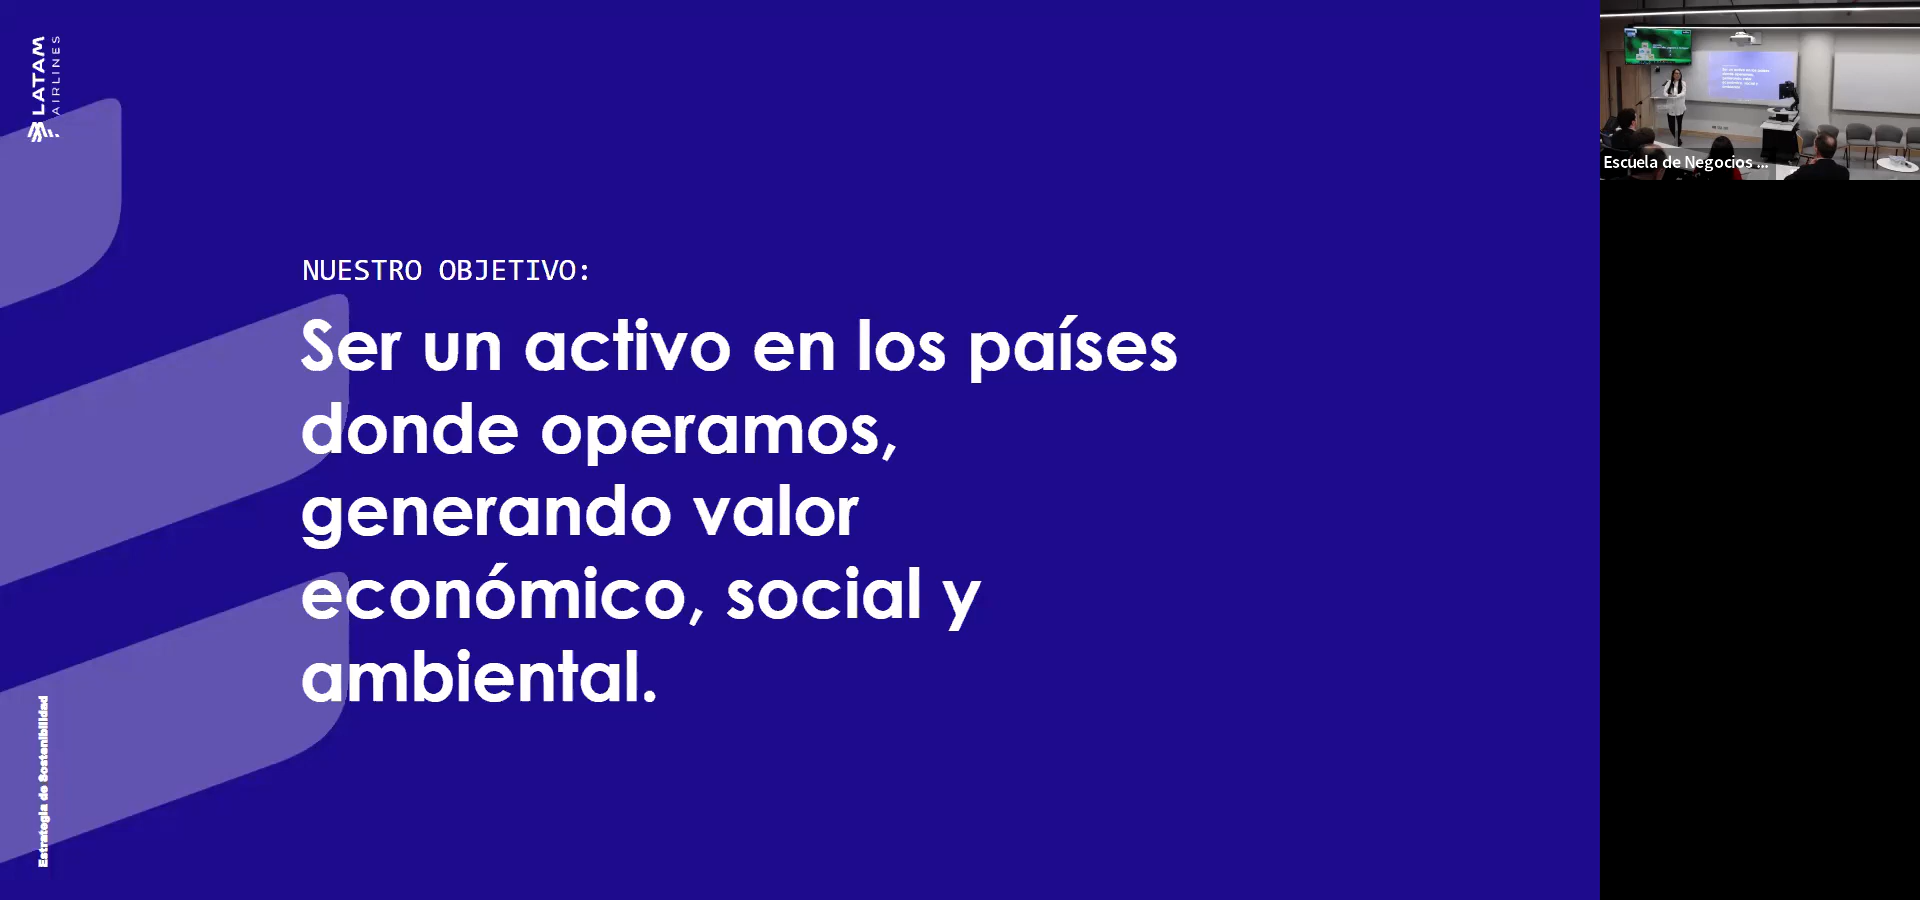 LATAM
AIRLINES
NUESTRO OBJETIVO:
Ser un activo en los países
donde operamos,
generando valor
económico, social y
ambiental.
Estrategia de Sostenibilidad
Escuela de Negocios ...